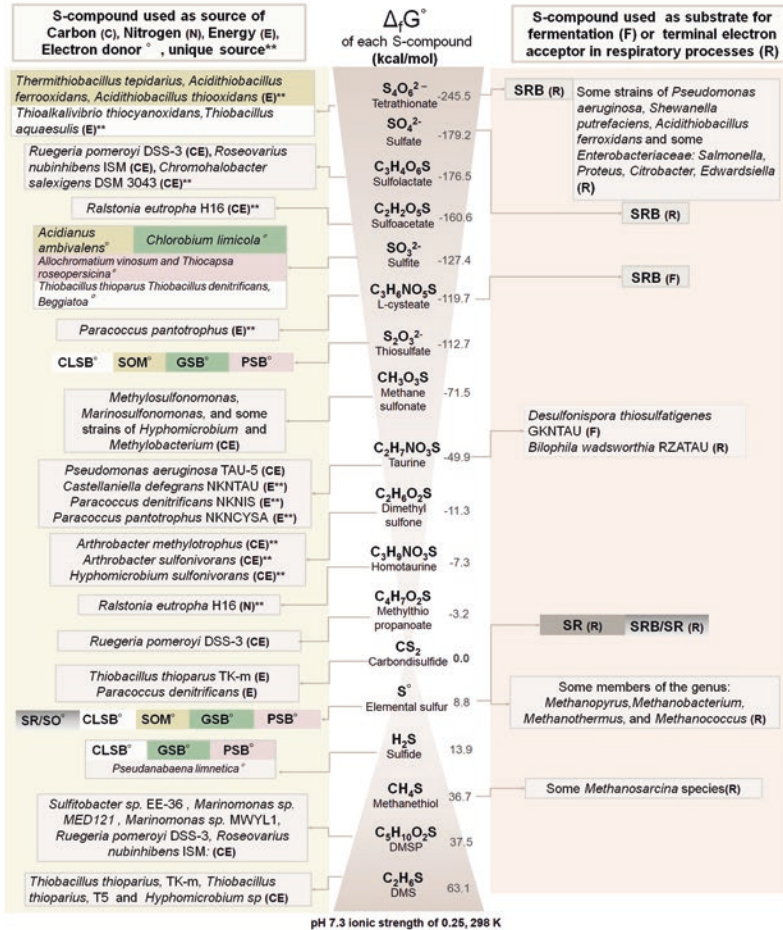 S-compound used as source of
Carbon (C), Nitrogen (N), Energy (E),
Electron donor °, unique source**
ΔfG°
of each S-compound
(kcal/mol)
S-compound used as substrate for
fermentation (F) or terminal electron
acceptor in respiratory processes (R)
Thermithiobacillus tepidarius, Acidithiobacillus
ferrooxidans, Acidithiobacillus thiooxidans (E)**
Thioalkalivibrio thiocyanoxidans,Thiobacillus
aquaesulis (E)**
Ruegeria pomeroyi DSS-3 (CE), Roseovarius
nubinhibens ISM (CE), Chromohalobacter
salexigens DSM 3043 (CE)**
Ralstonia eutropha H16 (CE)**
Acidianus
ambivalens°
Chlorobium limicola°
Allochromatium vinosum and Thiocapsa
roseopersicina°
Thiobacillus thioparus Thiobacillus denitrificans,
Beggiatoa °
Paracoccus pantotrophus (E)**
CLSB° SOM° GSB° PSB°
Methylosulfonomonas,
Marinosulfonomonas, and some
strains of Hyphomicrobium and
Methylobacterium (CE)
Pseudomonas aeruginosa TAU-5 (CE)
Castellaniella defegrans NKNTAU (E**)
Paracoccus denitrificans NKNIS (E**)
Paracoccus pantotrophus NKNCYSA (E**)
Arthrobacter methylotrophus (CE)**
Arthrobacter sulfonivorans (CE)**
Hyphomicrobium sulfonivorans (CE)**
Ralstonia eutropha H16 (N)**
Ruegeria pomeroyi DSS-3 (CE)
Thiobacillus thioparus TK-m (E)
Paracoccus denitrificans (E)
SR/SO° CLSB° SOM° GSB° PSB°
CLSB° GSB° PSB°
Pseudanabaena limnetica°
Sulfitobacter sp. EE-36 , Marinomonas sp.
MED121 , Marinomonas sp. MWYL1,
Ruegeria pomeroyi DSS-3, Roseovarius
nubinhibens ISM: (CE)
Thiobacillus thioparius, TK-m, Thiobacillus
thioparius, T5 and Hyphomicrobium sp (CE)
S4O6²⁻
Tetrathionate
-245.5
SO4²⁻
Sulfate
-179.2
C3H4O6S
Sulfolactate
-176.5
C2H2O5S
Sulfoacetate
-160.6
SO3²⁻
Sulfite
-127.4
C3H6NO5S
L-cysteate
-119.7
S2O3²⁻
Thiosulfate
-112.7
CH3O3S
Methane
sulfonate
-71.5
C2H7NO3S
Taurine
-49.9
C2H6O2S
Dimethyl
sulfone
-11.3
C3H9NO3S
Homotaurine
-7.3
C4H7O2S
Methylthio
propanoate
-3.2
CS2
Carbondisulfide
0.0
S°
Elemental sulfur
8.8
H2S
Sulfide
13.9
CH4S
Methanethiol
36.7
C5H10O2S
DMSP
37.5
C2H6S
DMS
63.1
SRB (R)
Some strains of Pseudomonas
aeruginosa, Shewanella
putrefaciens, Acidithiobacillus
ferroxidans and some
Enterobacteriaceae: Salmonella,
Proteus, Citrobacter, Edwardsiella
(R)
SRB (R)
SRB (F)
Desulfonispora thiosulfatigenes
GKNTAU (F)
Bilophila wadsworthia RZATAU (R)
SR (R) SRB/SR (R)
Some members of the genus:
Methanopyrus,Methanobacterium,
Methanothermus, and Methanococus (R)
Some Methanosarcina species(R)
pH 7.3 ionic strength of 0.25, 298 K